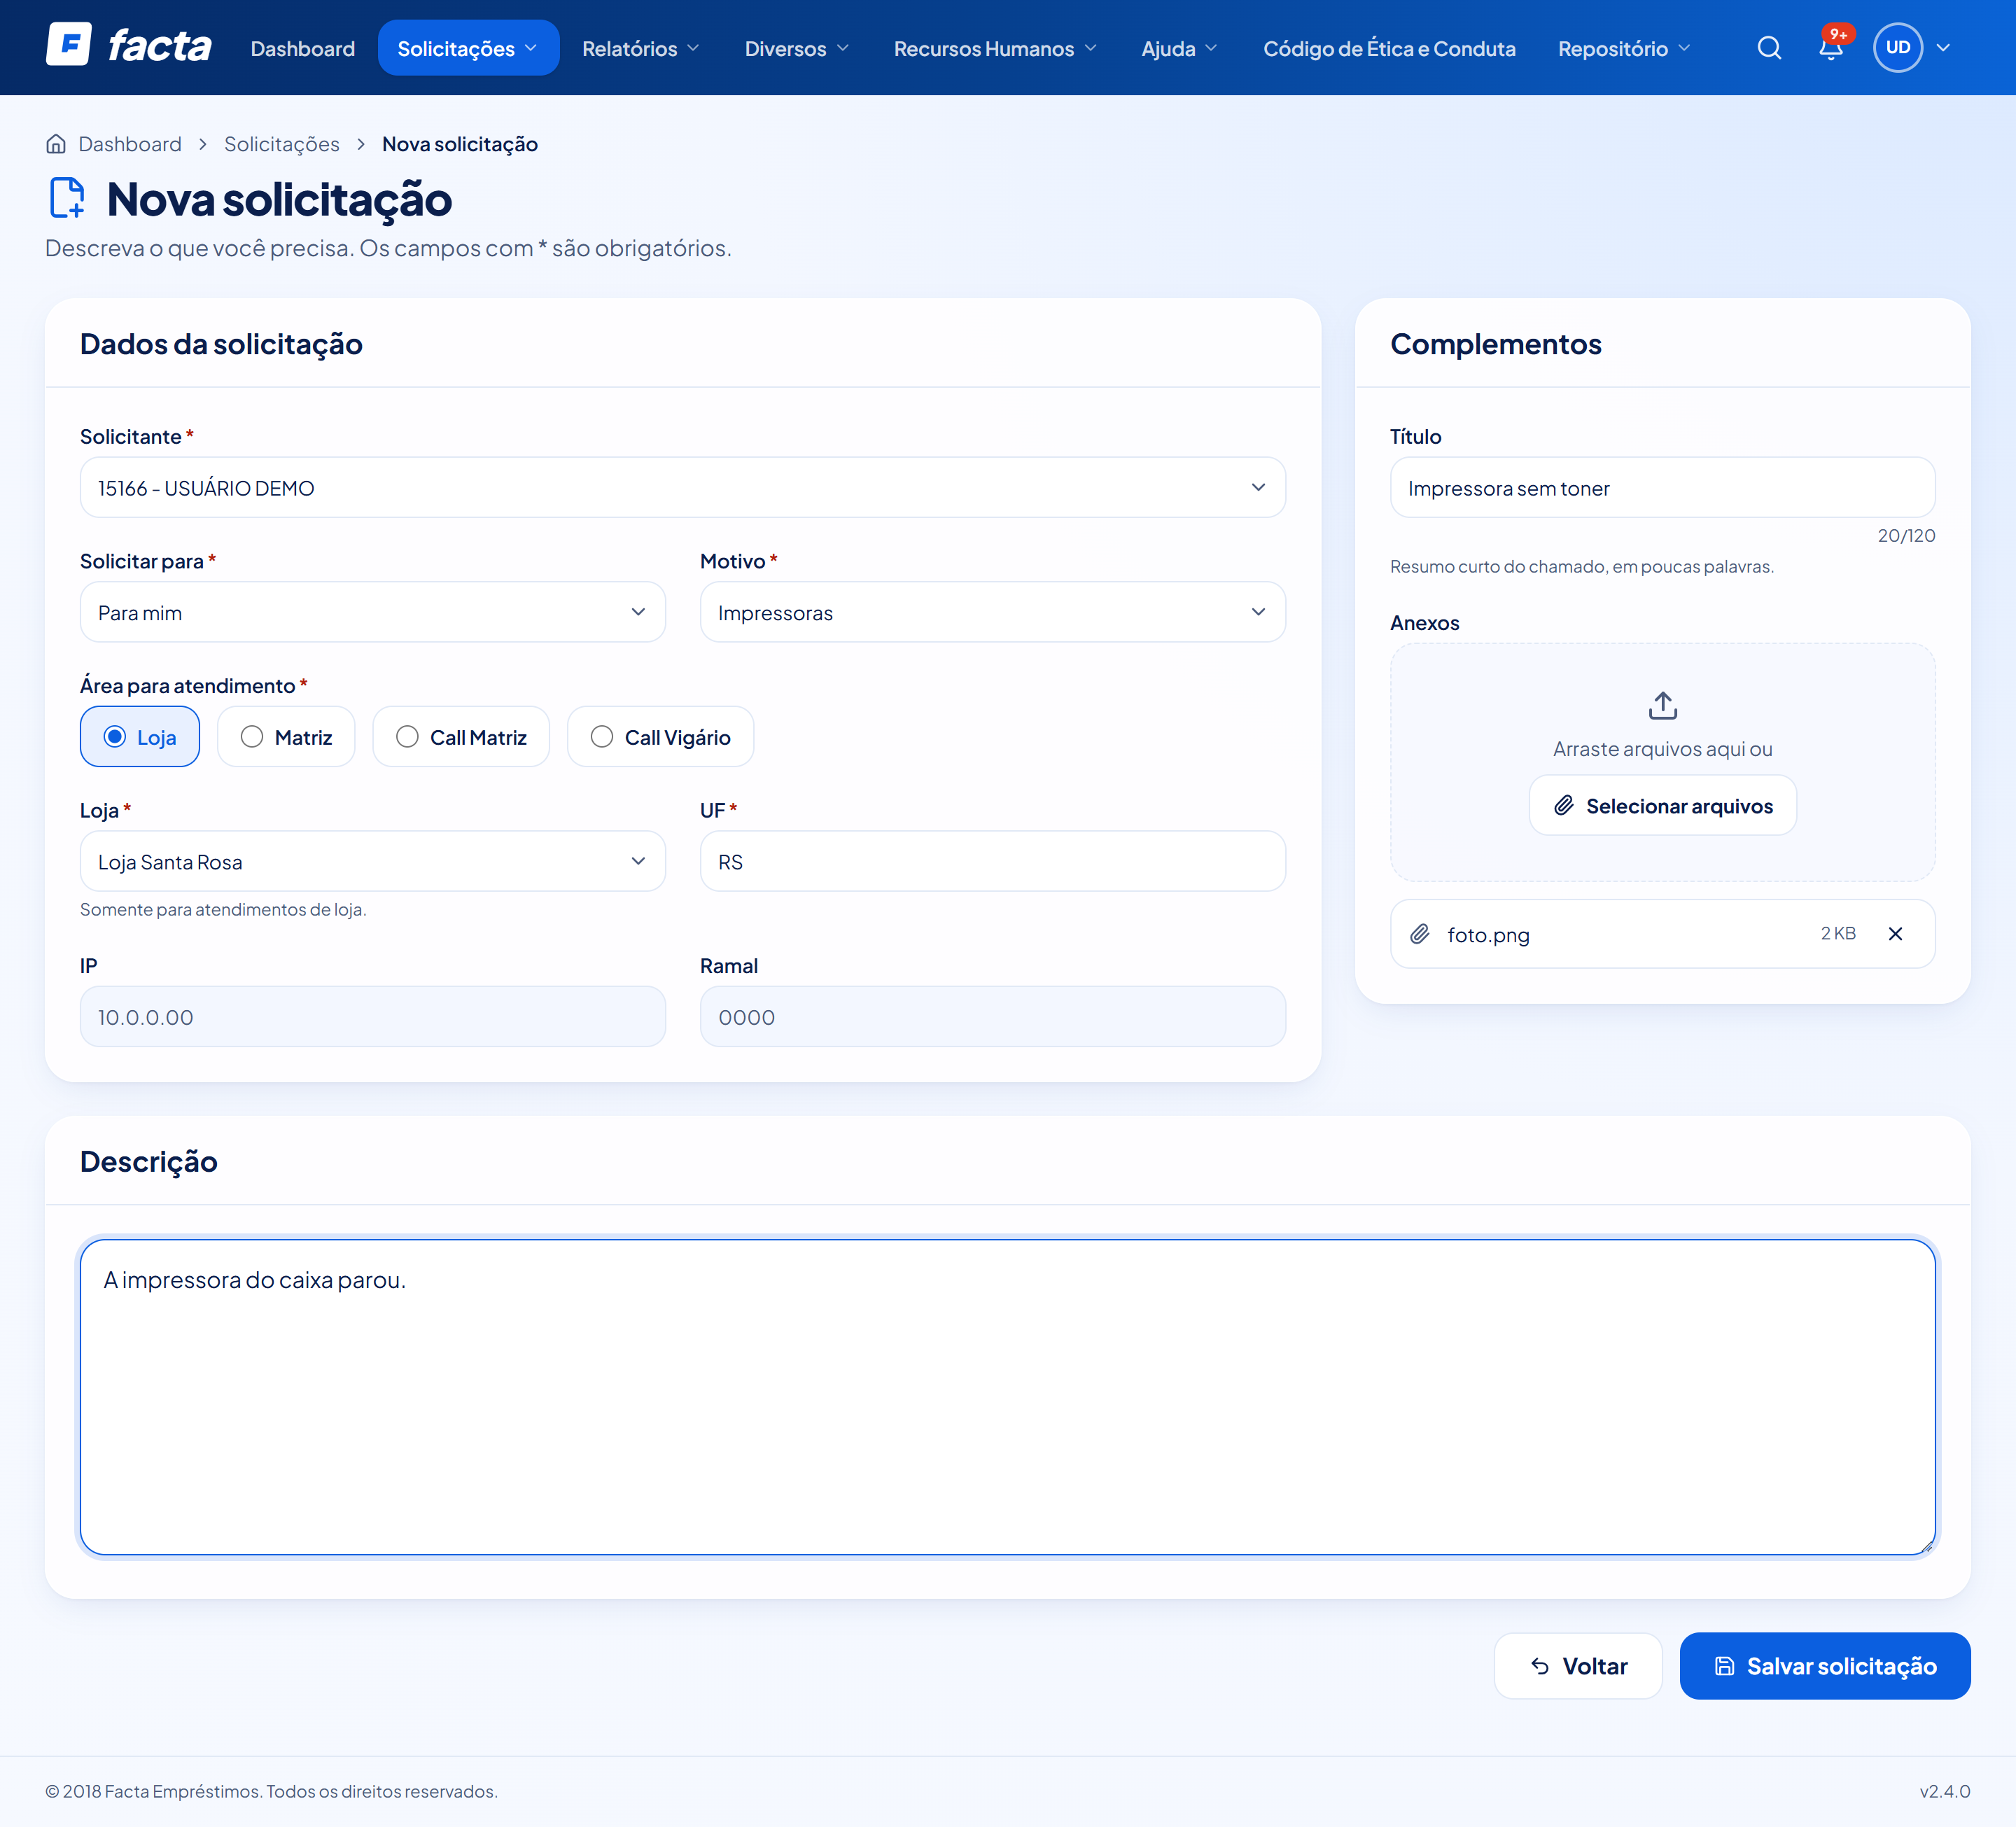 F facta Dashboard Solicitações Relatórios Diversos Recursos Humanos Ajuda Código de Ética e Conduta Repositório 9+ UD
Dashboard > Solicitações > Nova solicitação
Nova solicitação
Descreva o que você precisa. Os campos com * são obrigatórios.
Dados da solicitação
Solicitante *
15166 - USUÁRIO DEMO
Solicitar para * Motivo *
Para mim Impressoras
Área para atendimento *
Loja Matriz Call Matriz Call Vigário
Loja * UF *
Loja Santa Rosa RS
Somente para atendimentos de loja.
IP Ramal
10.0.0.00 0000
Complementos
Título
Impressora sem toner
20/120
Resumo curto do chamado, em poucas palavras.
Anexos
Arraste arquivos aqui ou
Selecionar arquivos
foto.png 2 KB
Descrição
A impressora do caixa parou.
Voltar Salvar solicitação
© 2018 Facta Empréstimos. Todos os direitos reservados. v2.4.0